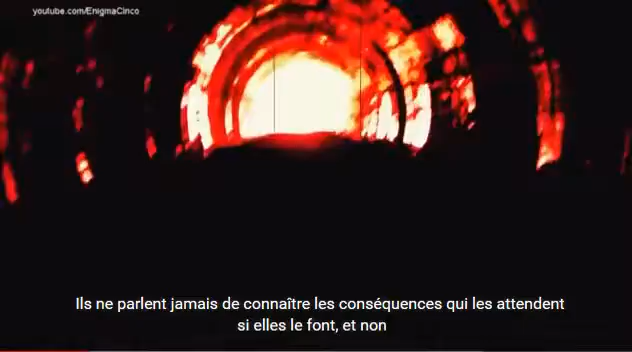 youtube.com/EnigmaCinco
Ils ne parlent jamais de connaître les conséquences qui les attendent
si elles le font, et non